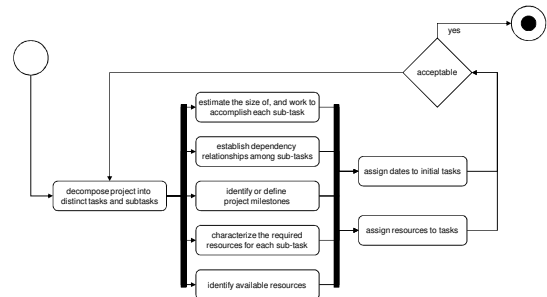 yes
acceptable
estimate the size of, and work to
accomplish each sub-task
establish dependency
relationships among sub-tasks
assign dates to initial tasks
decompose project into
distinct tasks and subtasks
identify or define
project milestones
characterize the required
resources for each sub-task
assign resources to tasks
identify available resources